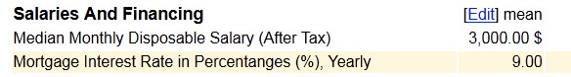 Salaries And Financing [Edit] mean
Median Monthly Disposable Salary (After Tax) 3,000.00 $
Mortgage Interest Rate in Percentanges (%), Yearly 9.00